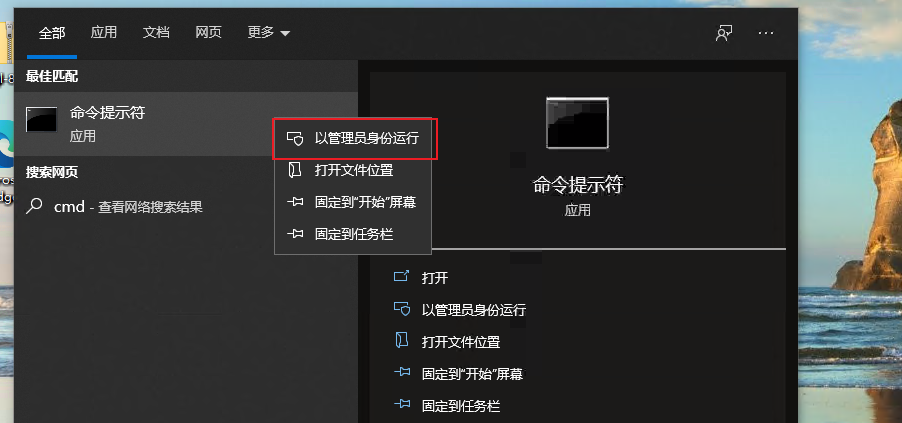 全部 应用 文档 网页 更多
最佳匹配
命令提示符
应用
搜索网页
cmd - 查看网络搜索结果
以管理员身份运行
打开文件位置
固定到“开始”屏幕
固定到任务栏
命令提示符
应用
打开
以管理员身份运行
打开文件位置
固定到“开始”屏幕
固定到任务栏